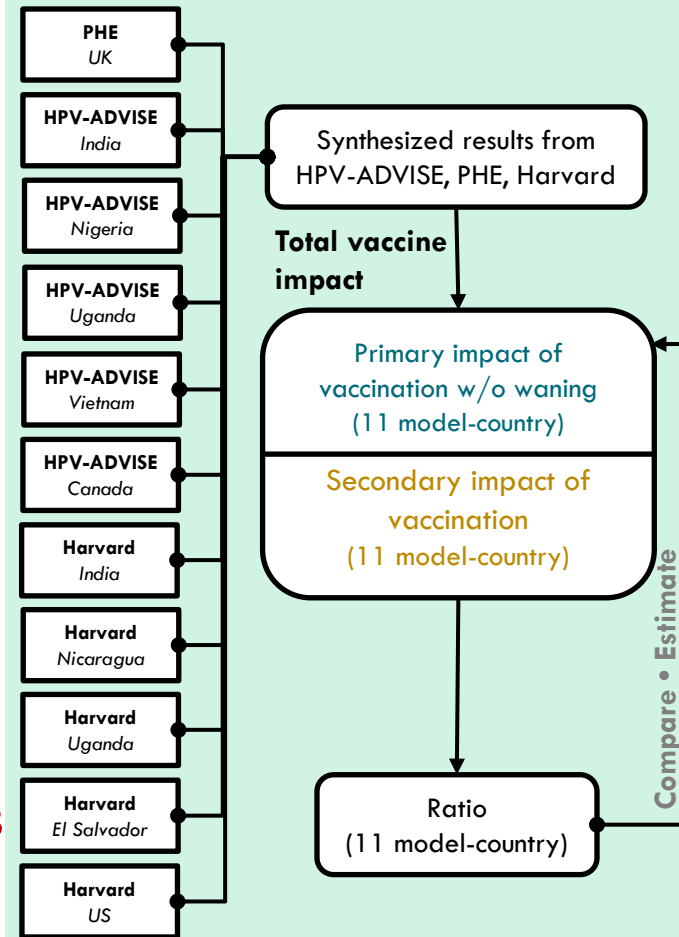 PHE
UK
HPV-ADVISE
India
HPV-ADVISE
Nigeria
HPV-ADVISE
Uganda
HPV-ADVISE
Vietnam
HPV-ADVISE
Canada
Harvard
India
Harvard
Nicaragua
Harvard
Uganda
Harvard
El Salvador
Harvard
US
Synthesized results from
HPV-ADVISE, PHE, Harvard
Total vaccine
impact
Primary impact of
vaccination w/o waning
(11 model-country)
Secondary impact of
vaccination
(11 model-country)
Ratio
(11 model-country)
Compare • Estimate